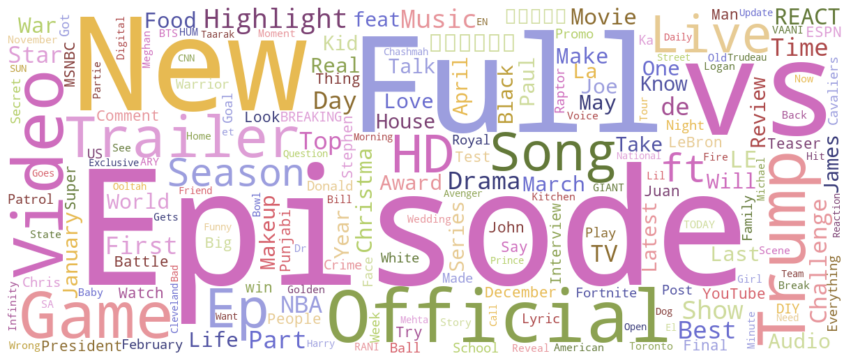 New
Full
vs
Episode
Official
Trump
Video
Game
Trailer
Song
Live
Ep
HD
Season
ft
Highlight
Music
Movie
REACT
Food
feat
War
Star
Kid
Real
Thing
Talk
Make
Man
Update
VAANI
ESPN
Time
Got
BTS
HUM
Taarak
Moment
EN
Promo
Ka
Daily
Digital
Meghan
CNN
Chashmah
Partie
MSNBC
November
SUN
Secret
Warrior
Goal
Day
Love
April
Black
Paul
Raptor
La
Joe
May
One
Know
Old
Trudeau
Street
Logan
Now
Back
Cavaliers
Review
Comment
Look
BREAKING
Top
Stephen
House
Royal
Test
Voice
Tour
Night
LeBron
Teaser
Hit
James
US
See
Home
et
Question
Morning
Exclusive
ARY
Take
National
Lil
Fire
Michael
Reaction
LE
de
Will
Juan
Patrol
Goes
Super
Ooltah
Friend
Donald
Bill
Christma
Award
Drama
March
Avenger
GIANT
Wedding
Kitchen
TODAY
Latest
Family
Last
Scene
Girl
Challenge
Everything
State
World
Gets
Funny
Bowl
Makeup
Punjabi
Year
White
Series
John
Say
Interview
Play
TV
Prince
First
Big
Dr
Crime
Face
Made
January
Battle
Chris
Watch
Infinity
SA
Baby
Cleveland
Bad
win
Want
Golden
NBA
People
December
Fortnite
Post
YouTube
Team
Break
DIY
Need
Show
Best
Final
Audio
Minute
Wrong
President
February
Life
Part
RANI
Harry
Week
Try
Ball
Mehta
School
Story
Reveal
Call
Lyric
American
Open
Toronto
Dog
El